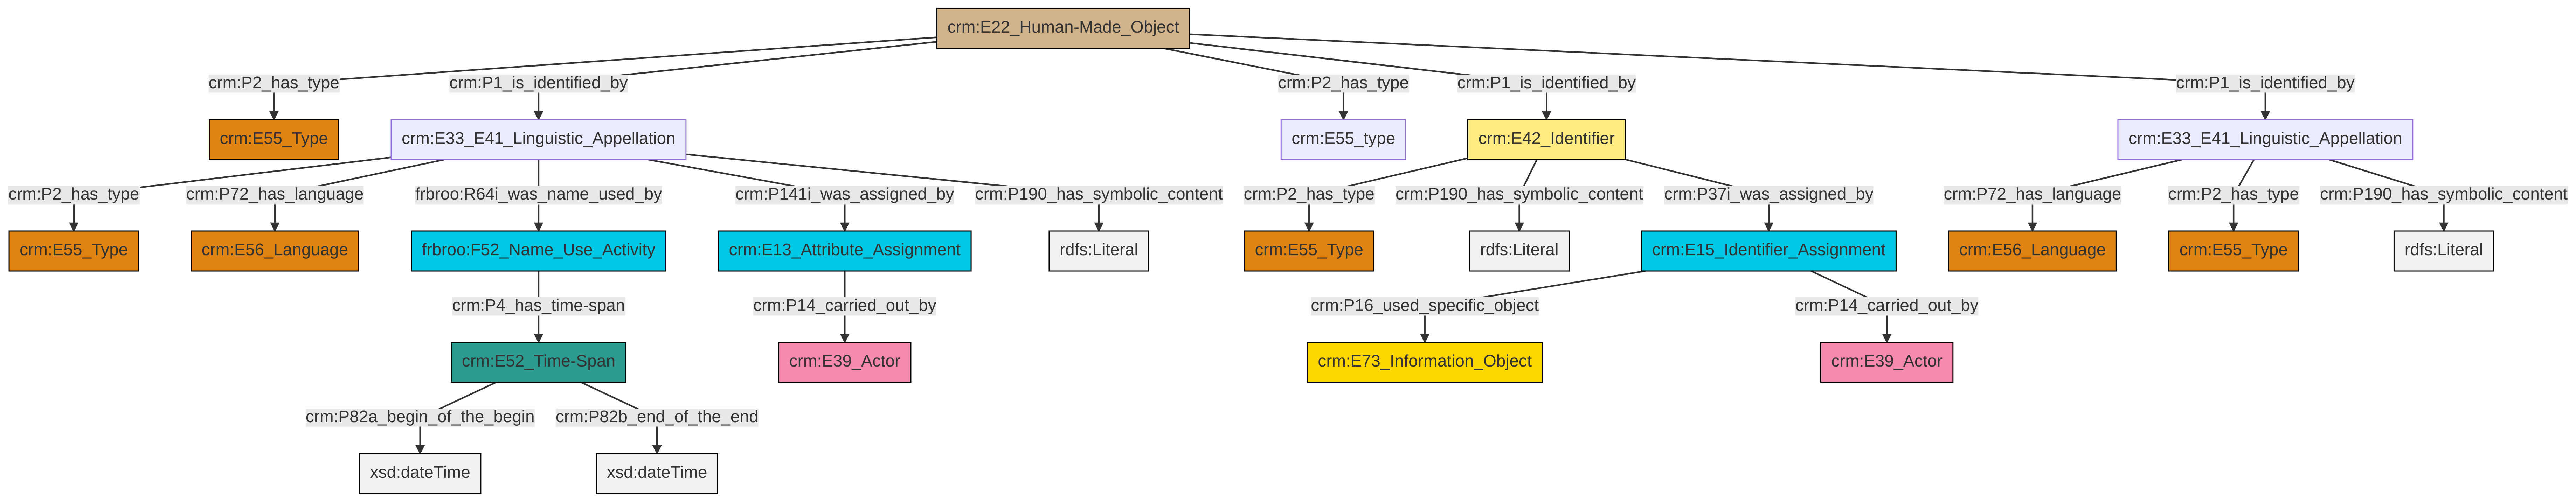 crm:E22_Human-Made_Object
crm:P2_has_type
crm:P1_is_identified_by
crm:P2_has_type
crm:P1_is_identified_by
crm:P1_is_identified_by
crm:E55_Type
crm:E33_E41_Linguistic_Appellation
crm:E55_type
crm:E42_Identifier
crm:E33_E41_Linguistic_Appellation
crm:P2_has_type
crm:P72_has_language
frbroo:R64i_was_name_used_by
crm:P141i_was_assigned_by
crm:P190_has_symbolic_content
crm:P2_has_type
crm:P190_has_symbolic_content
crm:P37i_was_assigned_by
crm:P72_has_language
crm:P2_has_type
crm:P190_has_symbolic_content
crm:E55_Type
crm:E56_Language
frbroo:F52_Name_Use_Activity
crm:E13_Attribute_Assignment
rdfs:Literal
crm:E55_Type
rdfs:Literal
crm:E15_Identifier_Assignment
crm:E56_Language
crm:E55_Type
rdfs:Literal
crm:P4_has_time-span
crm:P14_carried_out_by
crm:P16_used_specific_object
crm:P14_carried_out_by
crm:E52_Time-Span
crm:E39_Actor
crm:E73_Information_Object
crm:E39_Actor
crm:P82a_begin_of_the_begin
crm:P82b_end_of_the_end
xsd:dateTime
xsd:dateTime